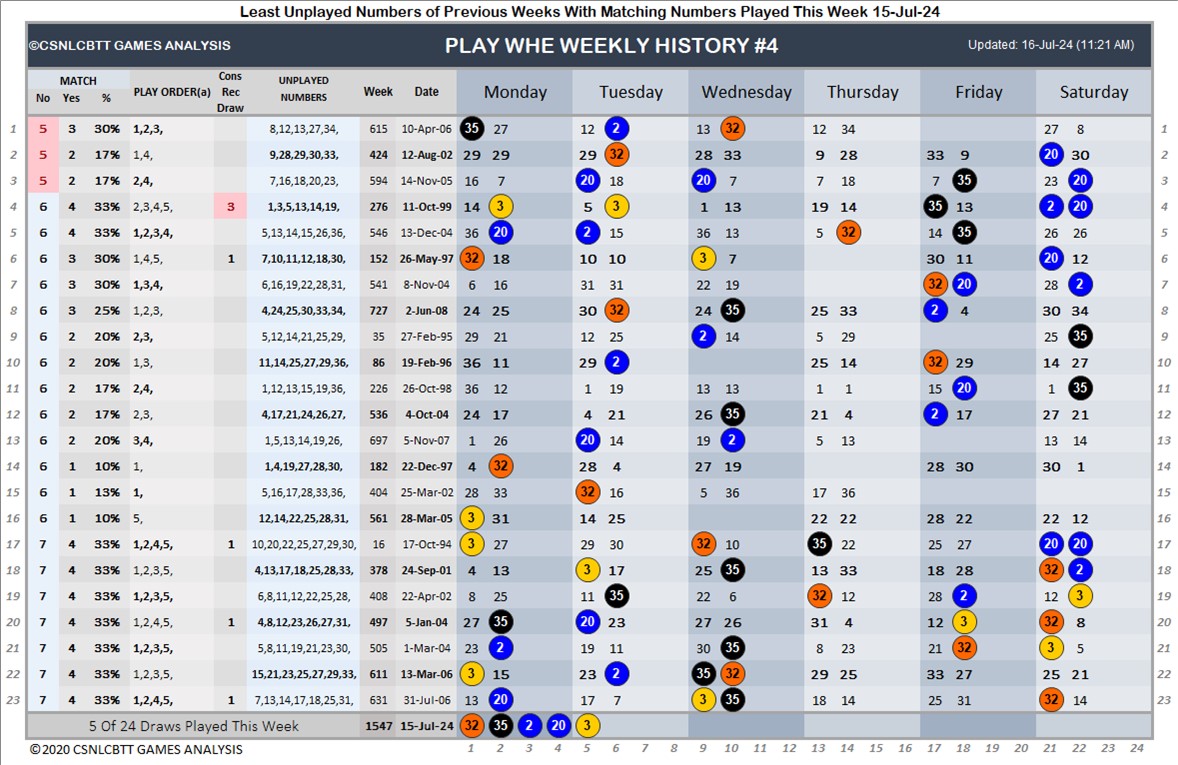 Least Unplayed Numbers of Previous Weeks With Matching Numbers Played This Week 15-Jul-24
©CSNLCBTT GAMES ANALYSIS PLAY WHE WEEKLY HISTORY #4 Updated: 16-Jul-24 (11:21 AM)
MATCH No Yes % PLAY ORDER(a) Cons Rec Draw UNPLAYED NUMBERS Week Date Monday Tuesday Wednesday Thursday Friday Saturday
1 5 3 30% 1,2,3, 8,12,13,27,34, 615 10-Apr-06 35 27 12 2 13 32 12 34 27 8 1
2 5 2 17% 1,4, 9,28,29,30,33, 424 12-Aug-02 29 29 29 32 28 33 9 28 33 9 20 30 2
3 5 2 17% 2,4, 7,16,18,20,23, 594 14-Nov-05 16 7 20 18 20 7 7 18 7 35 23 20 3
4 6 4 33% 2,3,4,5, 3 1,3,5,13,14,19, 276 11-Oct-99 14 3 5 3 1 13 19 14 35 13 2 20 4
5 6 4 33% 1,2,3,4, 5,13,14,15,26,36, 546 13-Dec-04 36 20 2 15 36 13 5 32 14 35 26 26 5
6 6 3 30% 1,4,5, 1 7,10,11,12,18,30, 152 26-May-97 32 18 10 10 3 7 30 11 20 12 6
7 6 3 30% 1,3,4, 6,16,19,22,28,31, 541 8-Nov-04 6 16 31 31 22 19 32 20 28 2 7
8 6 3 25% 1,2,3, 4,24,25,30,33,34, 727 2-Jun-08 24 25 30 32 24 35 25 33 2 4 30 34 8
9 6 2 20% 2,3, 5,12,14,21,25,29, 35 27-Feb-95 29 21 12 25 2 14 5 29 25 35 9
10 6 2 20% 1,3, 11,14,25,27,29,36, 86 19-Feb-96 36 11 29 2 25 14 32 29 14 27 10
11 6 2 17% 2,4, 1,12,13,15,19,36, 226 26-Oct-98 36 12 1 19 13 13 1 1 15 20 1 35 11
12 6 2 17% 2,3, 4,17,21,24,26,27, 536 4-Oct-04 24 17 4 21 26 35 21 4 2 17 27 21 12
13 6 2 20% 3,4, 1,5,13,14,19,26, 697 5-Nov-07 1 26 20 14 19 2 5 13 13 14 13
14 6 1 10% 1, 1,4,19,27,28,30, 182 22-Dec-97 4 32 28 4 27 19 28 30 30 1 14
15 6 1 13% 1, 5,16,17,28,33,36, 404 25-Mar-02 28 33 32 16 5 36 17 36 15
16 6 1 10% 5, 12,14,22,25,28,31, 561 28-Mar-05 3 31 14 25 22 22 28 22 22 12 16
17 7 4 33% 1,2,4,5, 1 10,20,22,25,27,29,30, 16 17-Oct-94 3 27 29 30 32 10 35 22 25 27 20 20 17
18 7 4 33% 1,2,3,5, 4,13,17,18,25,28,33, 378 24-Sep-01 4 13 3 17 25 35 13 33 18 28 32 2 18
19 7 4 33% 1,2,3,5, 6,8,11,12,22,25,28, 408 22-Apr-02 8 25 11 35 22 6 32 12 28 2 12 3 19
20 7 4 33% 1,2,4,5, 1 4,8,12,23,26,27,31, 497 5-Jan-04 27 35 20 23 27 26 31 4 12 3 32 8 20
21 7 4 33% 1,2,3,5, 5,8,11,19,21,23,30, 505 1-Mar-04 23 2 19 11 30 35 8 23 21 32 3 5 21
22 7 4 33% 1,2,3,5, 15,21,23,25,27,29,33, 611 13-Mar-06 3 15 23 2 35 32 29 25 33 27 25 21 22
23 7 4 33% 1,2,4,5, 1 7,13,14,17,18,25,31, 631 31-Jul-06 13 20 17 7 3 35 18 14 25 31 32 14 23
5 Of 24 Draws Played This Week 1547 15-Jul-24 32 35 2 20 3
© 2020 CSNLCBTT GAMES ANALYSIS 1 2 3 4 5 6 7 8 9 10 11 12 13 14 15 16 17 18 19 20 21 22 23 24